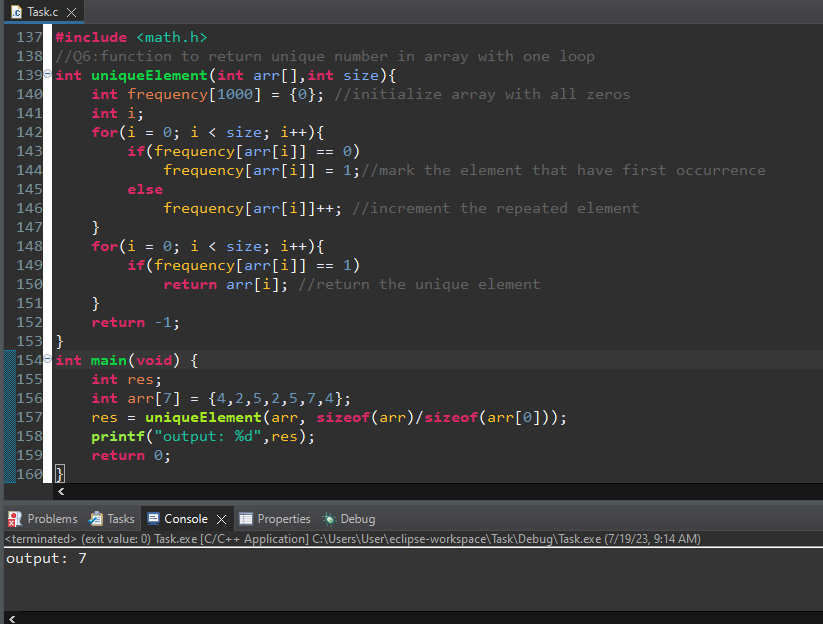 Task.c
137 #include <math.h>
138 //Q6:function to return unique number in array with one loop
139 int uniqueElement(int arr[],int size){
140     int frequency[1000] = {0}; //initialize array with all zeros
141     int i;
142     for(i = 0; i < size; i++){
143         if(frequency[arr[i]] == 0)
144             frequency[arr[i]] = 1;//mark the element that have first occurrence
145         else
146             frequency[arr[i]]++; //increment the repeated element
147     }
148     for(i = 0; i < size; i++){
149         if(frequency[arr[i]] == 1)
150             return arr[i]; //return the unique element
151     }
152     return -1;
153 }
154 int main(void) {
155     int res;
156     int arr[7] = {4,2,5,2,5,7,4};
157     res = uniqueElement(arr, sizeof(arr)/sizeof(arr[0]));
158     printf("output: %d",res);
159     return 0;
160 }
Problems Tasks Console Properties Debug
<terminated> (exit value: 0) Task.exe [C/C++ Application] C:\Users\User\eclipse-workspace\Task\Debug\Task.exe (7/19/23, 9:14 AM)
output: 7